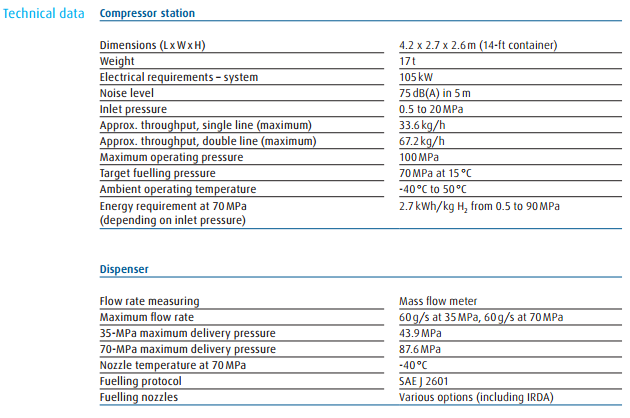 Technical data
Compressor station
Dimensions (L x W x H) 4.2 x 2.7 x 2.6 m (14-ft container)
Weight 17 t
Electrical requirements – system 105 kW
Noise level 75 dB(A) in 5 m
Inlet pressure 0.5 to 20 MPa
Approx. throughput, single line (maximum) 33.6 kg/h
Approx. throughput, double line (maximum) 67.2 kg/h
Maximum operating pressure 100 MPa
Target fuelling pressure 70 MPa at 15 °C
Ambient operating temperature -40 °C to 50 °C
Energy requirement at 70 MPa 2.7 kWh/kg H₂ from 0.5 to 90 MPa
(depending on inlet pressure)
Dispenser
Flow rate measuring Mass flow meter
Maximum flow rate 60 g/s at 35 MPa, 60 g/s at 70 MPa
35-MPa maximum delivery pressure 43.9 MPa
70-MPa maximum delivery pressure 87.6 MPa
Nozzle temperature at 70 MPa -40 °C
Fuelling protocol SAE J 2601
Fuelling nozzles Various options (including IRDA)